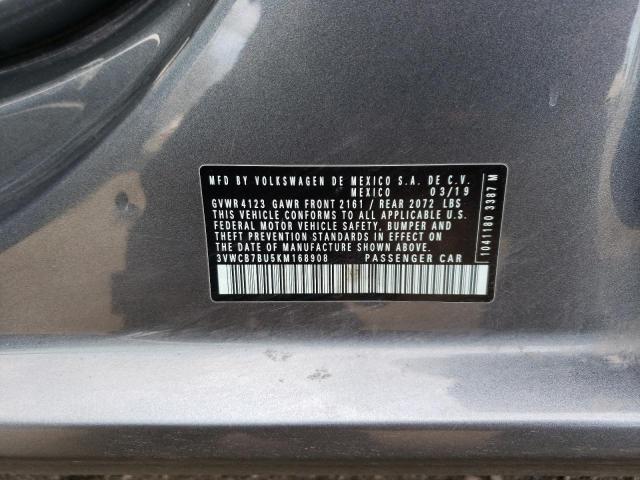 MFD BY VOLKSWAGEN DE MEXICO S.A. DE C.V.
MEXICO 03/19
GVWR 4123 GAWR FRONT 2161 / REAR 2072 LBS
THIS VEHICLE CONFORMS TO ALL APPLICABLE U.S.
FEDERAL MOTOR VEHICLE SAFETY, BUMPER AND
THEFT PREVENTION STANDARDS IN EFFECT ON
THE DATE OF MANUFACTURE SHOWN ABOVE.
3VWCB7BU5KM168908 PASSENGER CAR
1041180 3387 M